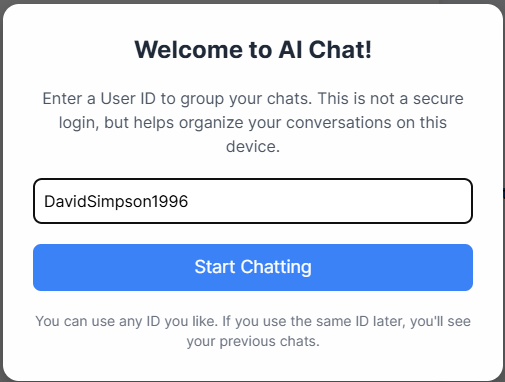 Welcome to AI Chat!
Enter a User ID to group your chats. This is not a secure
login, but helps organize your conversations on this
device.
DavidSimpson1996
Start Chatting
You can use any ID you like. If you use the same ID later, you'll see
your previous chats.